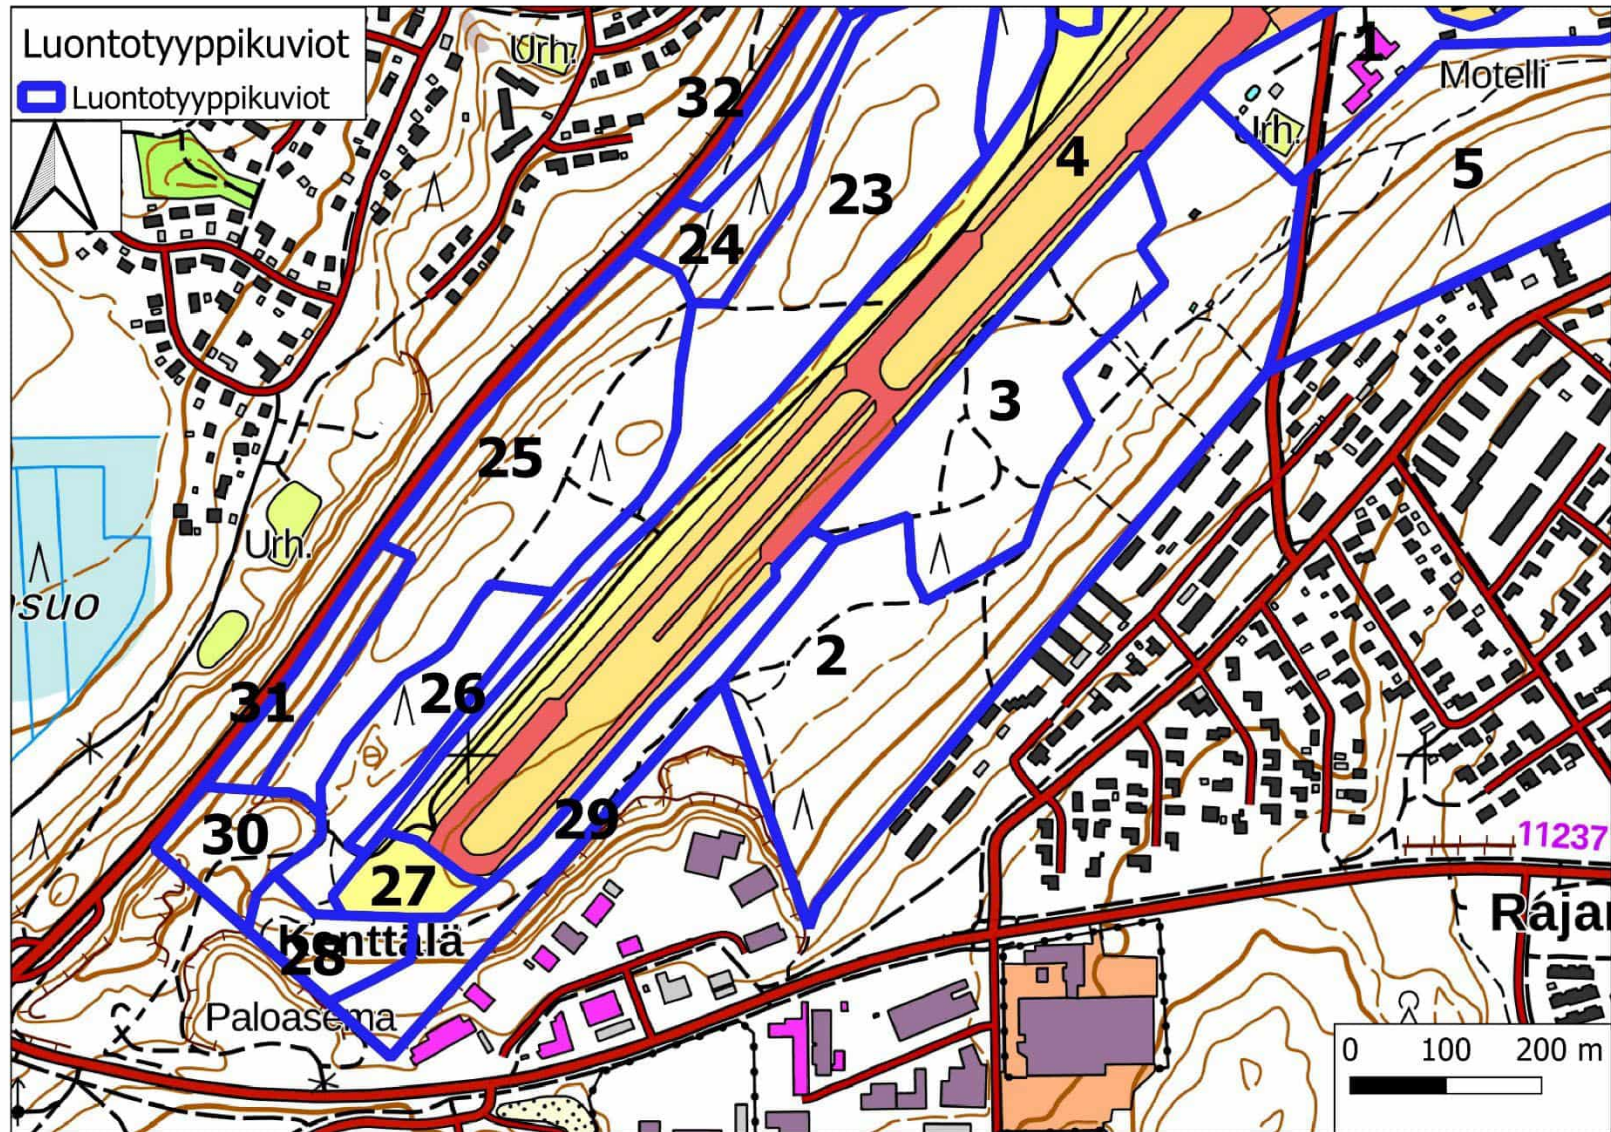 Luontotyyppikuviot
Luontotyyppikuviot
Urh.
1
Motelli
32
Urh.
4
5
23
24
3
25
Urh.
suo
2
26
31
29
30
11237
27
Kenttälä
28
Rajar
Paloasema
0 100 200 m